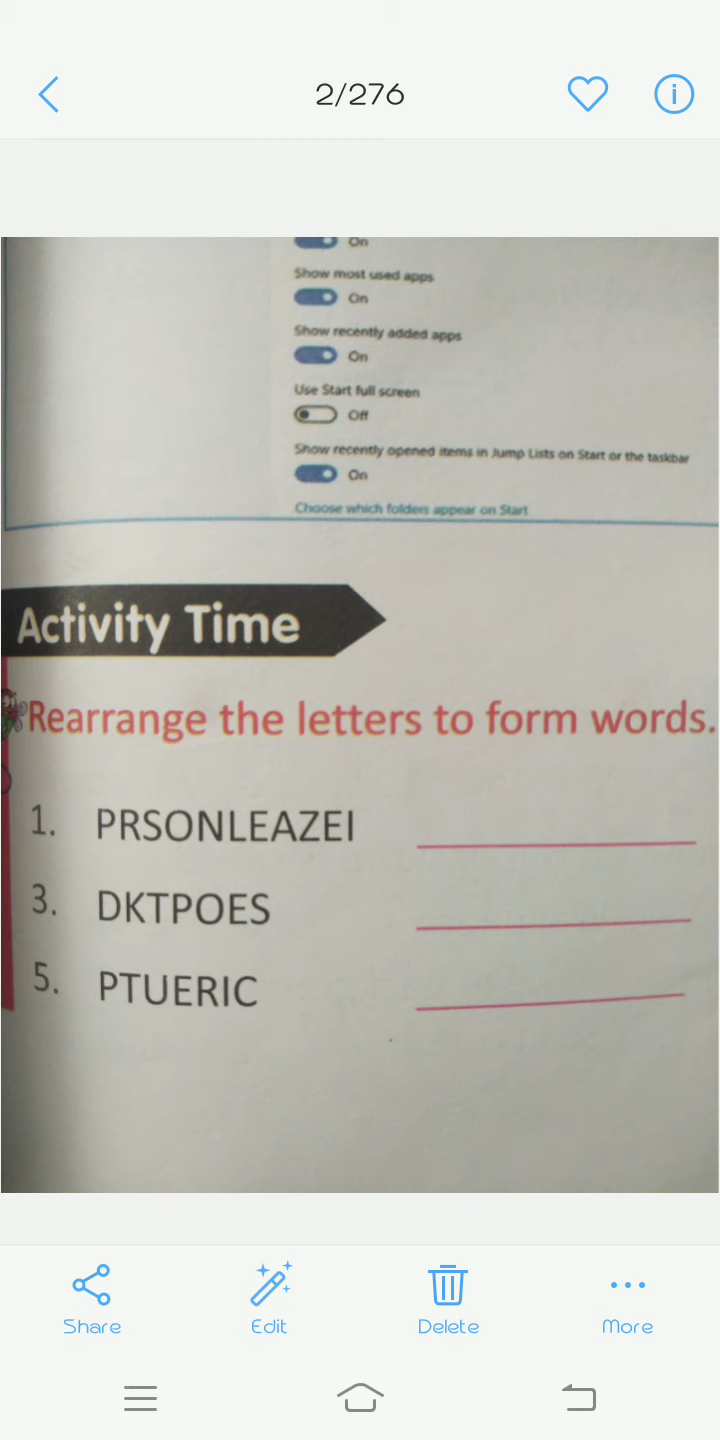 2/276
On
Show most used apps
On
Show recently added apps
On
Use Start full screen
Off
Show recently opened items in Jump Lists on Start or the taskbar
On
Choose which folders appear on Start
Activity Time
Rearrange the letters to form words.
1. PRSONLEAZEI
3. DKTPOES
5. PTUERIC
Share Edit Delete More